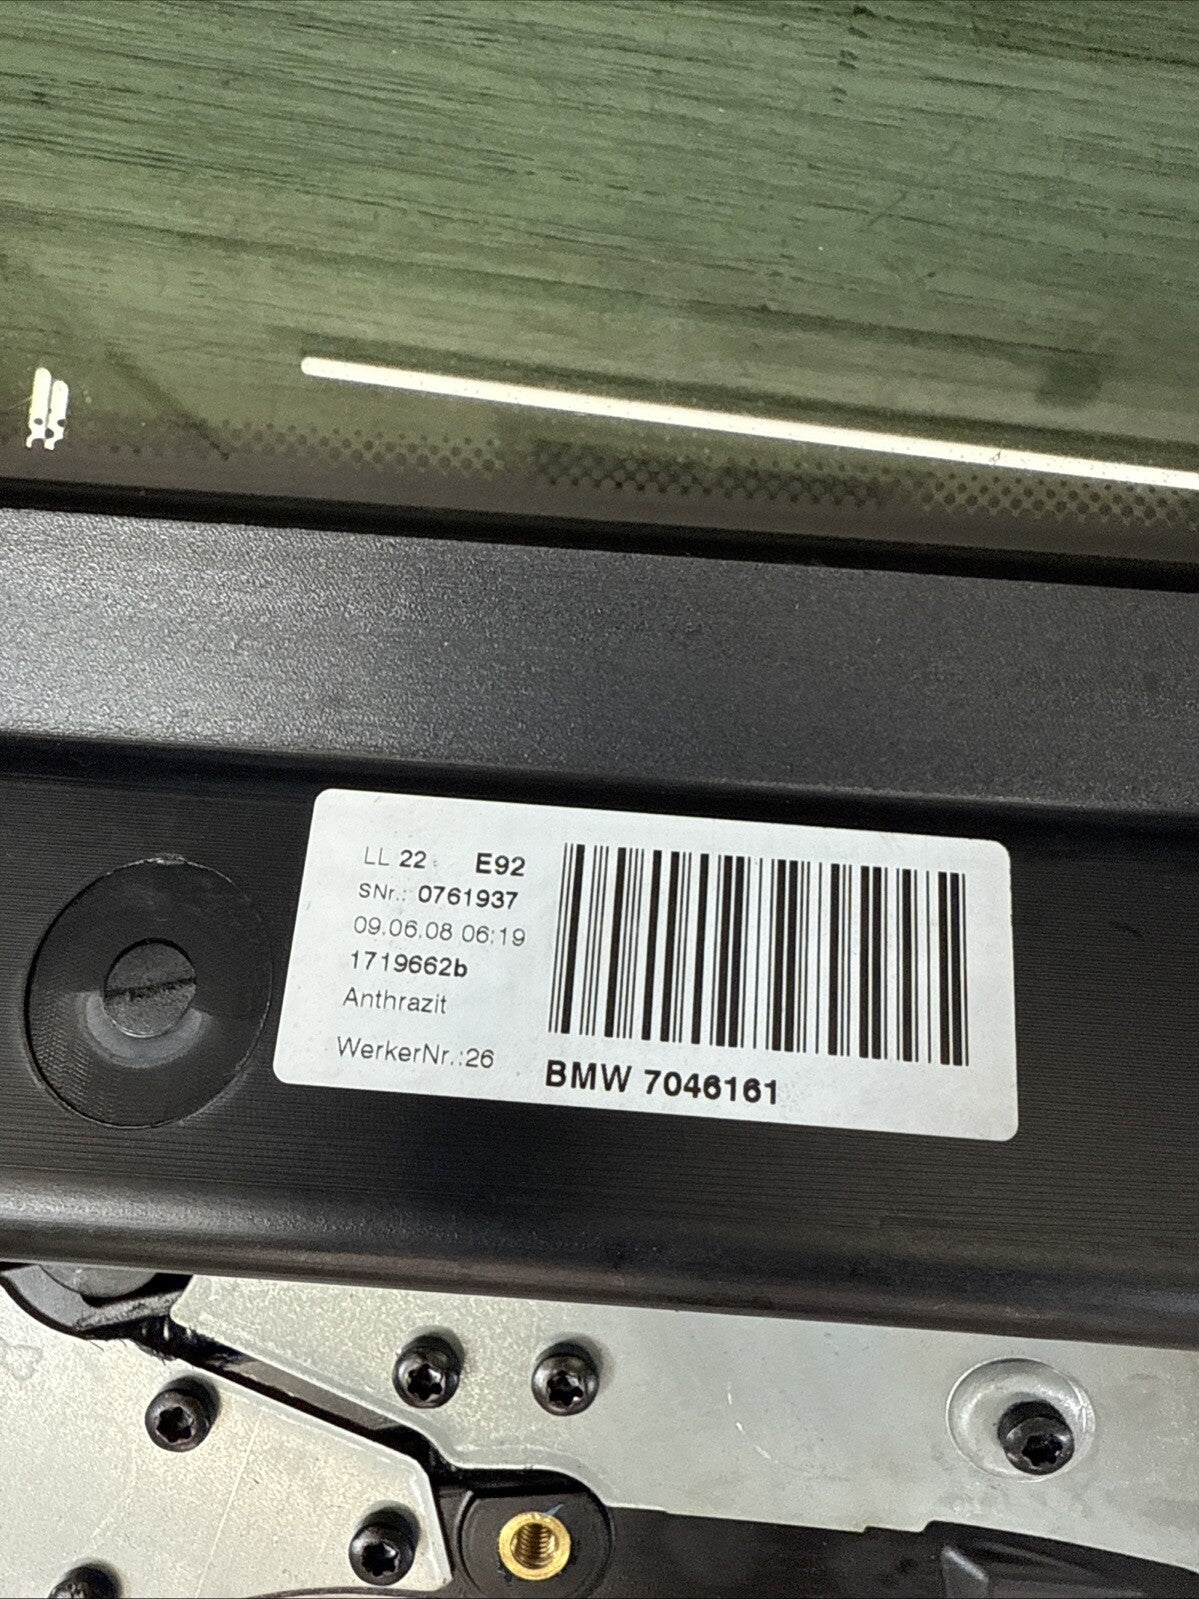 LL 22 E92
SNr.: 0761937
09.06.08 06:19
1719662b
Anthrazit
WerkerNr.:26
BMW 7046161